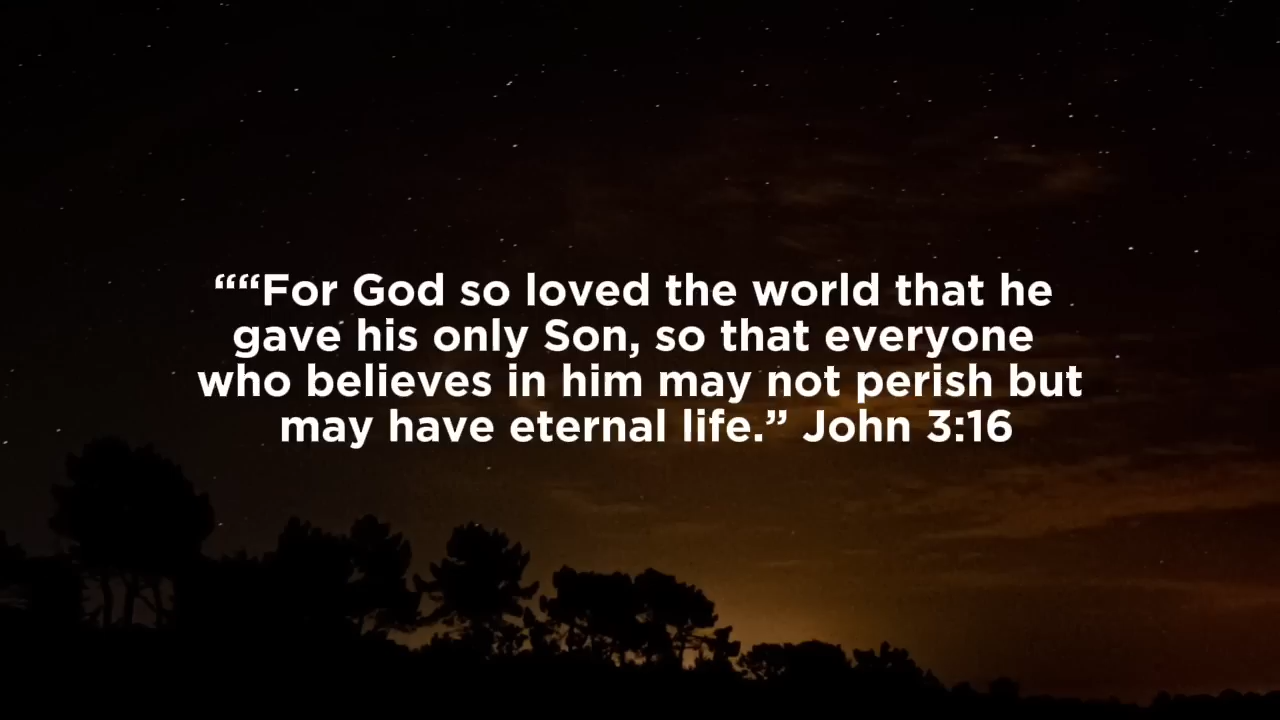 ““For God so loved the world that he
gave his only Son, so that everyone
who believes in him may not perish but
may have eternal life.” John 3:16